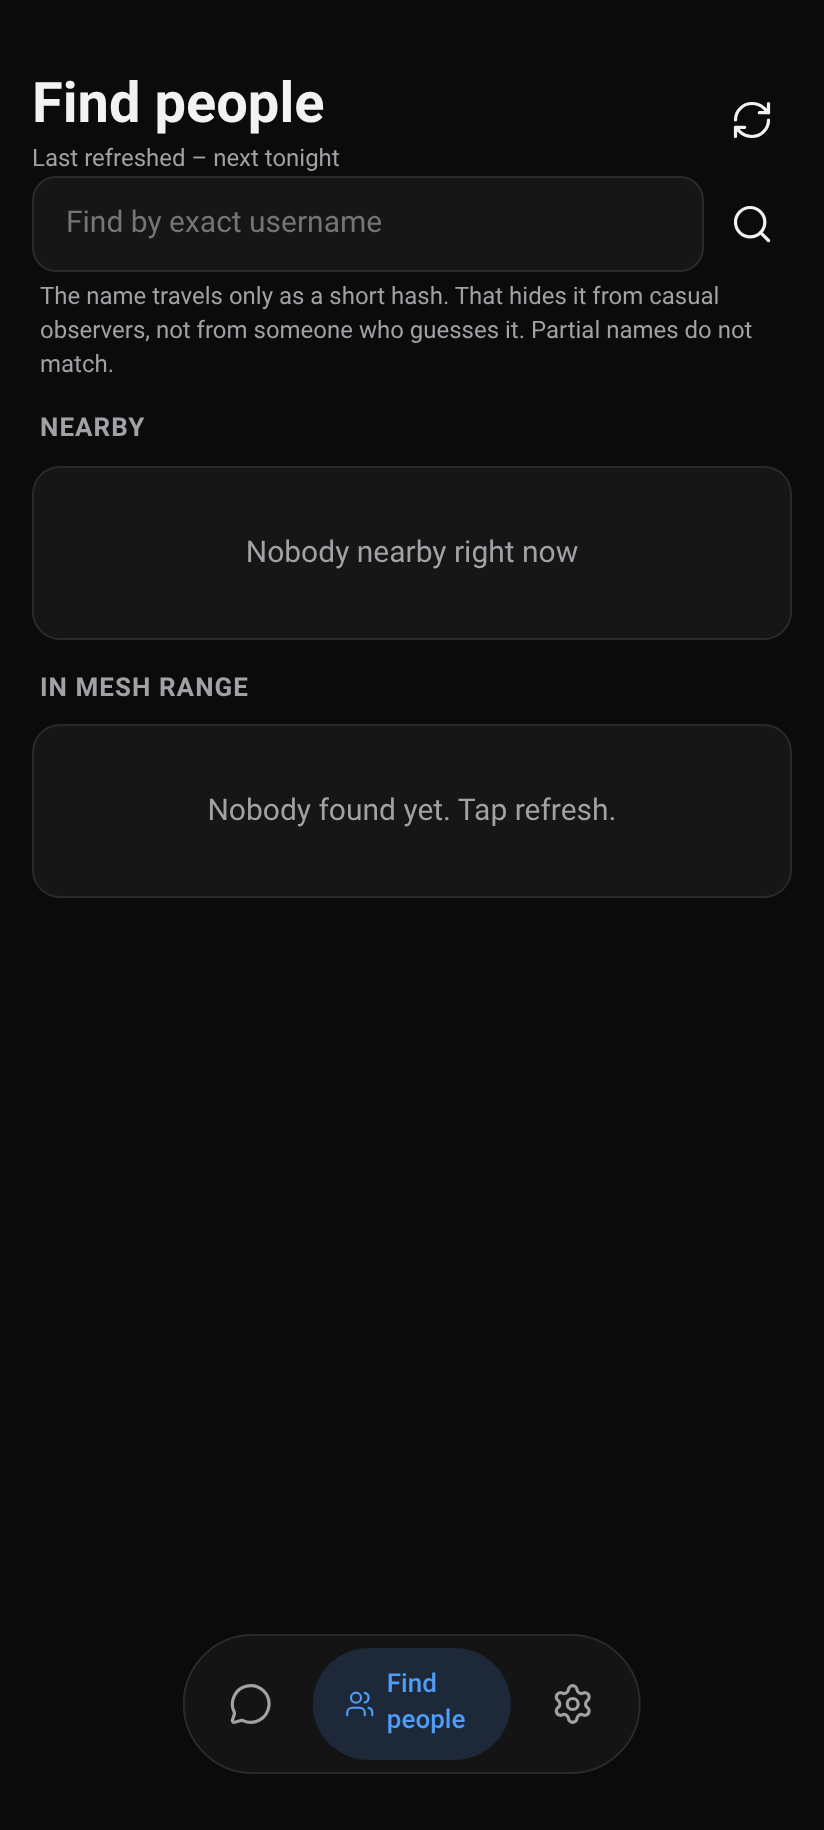 Find people
Last refreshed – next tonight
Find by exact username
The name travels only as a short hash. That hides it from casual
observers, not from someone who guesses it. Partial names do not
match.
NEARBY
Nobody nearby right now
IN MESH RANGE
Nobody found yet. Tap refresh.
Find
people